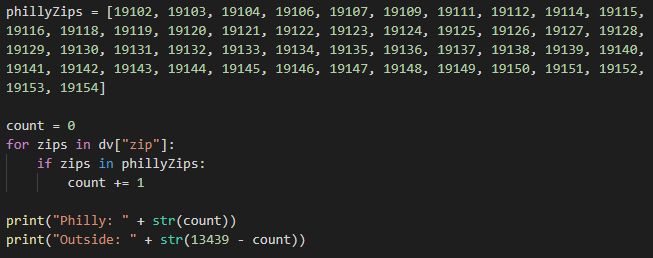 phillyZips = [19102, 19103, 19104, 19106, 19107, 19109, 19111, 19112, 19114, 19115,
19116, 19118, 19119, 19120, 19121, 19122, 19123, 19124, 19125, 19126, 19127, 19128,
19129, 19130, 19131, 19132, 19133, 19134, 19135, 19136, 19137, 19138, 19139, 19140,
19141, 19142, 19143, 19144, 19145, 19146, 19147, 19148, 19149, 19150, 19151, 19152,
19153, 19154]
count = 0
for zips in dv["zip"]:
    if zips in phillyZips:
        count += 1
print("Philly: " + str(count))
print("Outside: " + str(13439 - count))